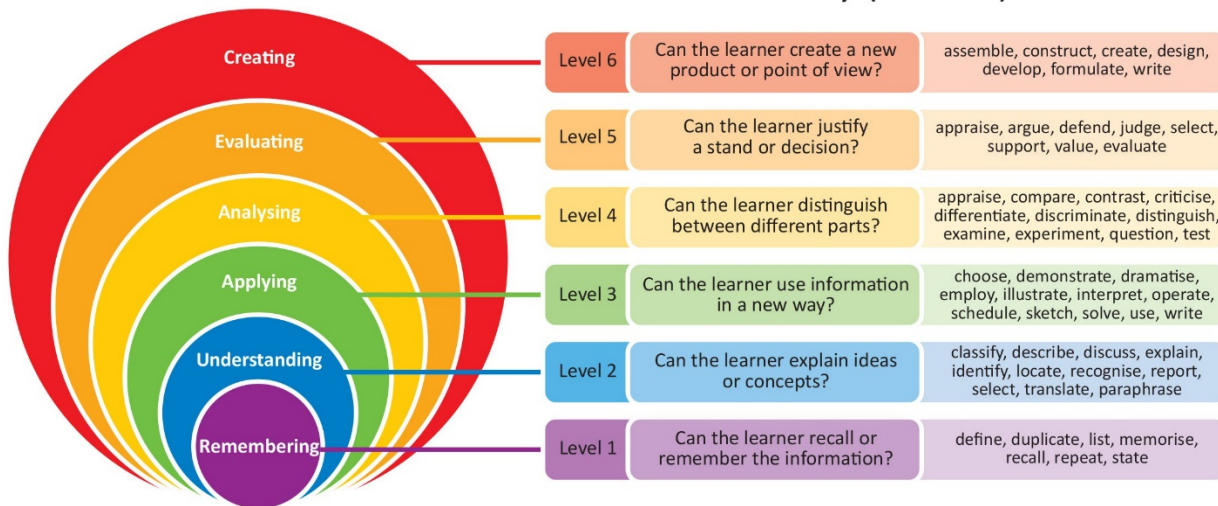 Creating
Evaluating
Analysing
Applying
Understanding
Remembering
Level 6
Can the learner create a new
product or point of view?
assemble, construct, create, design,
develop, formulate, write
Level 5
Can the learner justify
a stand or decision?
appraise, argue, defend, judge, select,
support, value, evaluate
Level 4
Can the learner distinguish
between different parts?
appraise, compare, contrast, criticise,
differentiate, discriminate, distinguish,
examine, experiment, question, test
Level 3
Can the learner use information
in a new way?
choose, demonstrate, dramatise,
employ, illustrate, interpret, operate,
schedule, sketch, solve, use, write
Level 2
Can the learner explain ideas
or concepts?
classify, describe, discuss, explain,
identify, locate, recognise, report,
select, translate, paraphrase
Level 1
Can the learner recall or
remember the information?
define, duplicate, list, memorise,
recall, repeat, state